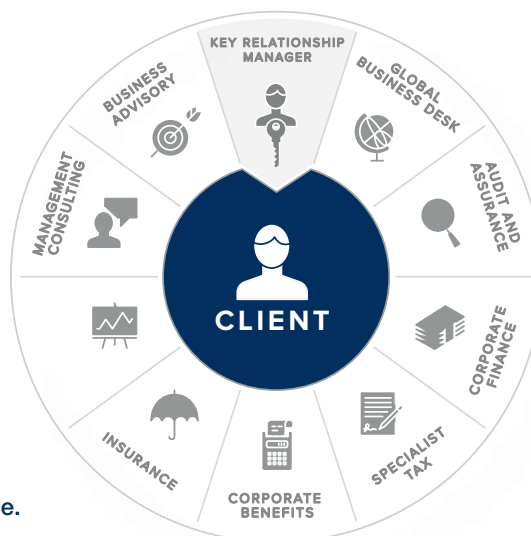 KEY RELATIONSHIP
MANAGER
GLOBAL
BUSINESS DESK
AUDIT AND
ASSURANCE
CORPORATE
FINANCE
SPECIALIST
TAX
CORPORATE
BENEFITS
INSURANCE
MANAGEMENT
CONSULTING
BUSINESS
ADVISORY
CLIENT
e.